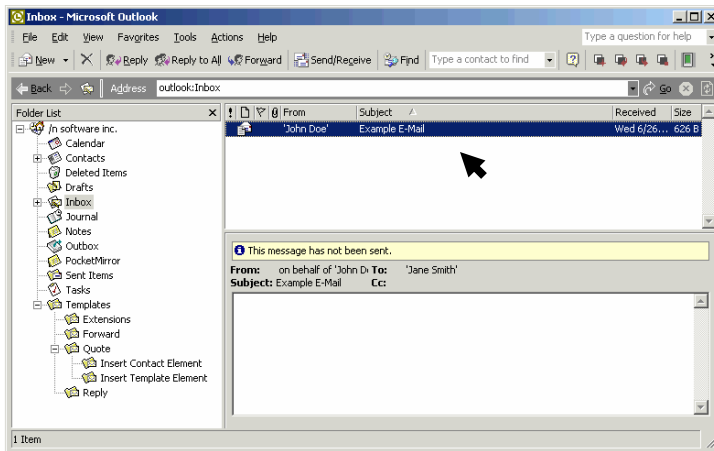 Inbox - Microsoft Outlook
File Edit View Favorites Tools Actions Help Type a question for help
New Reply Reply to All Forward Send/Receive Find Type a contact to find
Back Address outlook:Inbox Go
Folder List ! From Subject Received Size
/n software inc. 'John Doe' Example E-Mail Wed 6/26... 626 B
Calendar
Contacts
Deleted Items
Drafts
Inbox
Journal
Notes
Outbox
PocketMirror
Sent Items
Tasks
Templates
Extensions
Forward
Quote
Insert Contact Element
Insert Template Element
Reply
This message has not been sent.
From: on behalf of 'John D To: 'Jane Smith'
Subject: Example E-Mail Cc:
1 Item